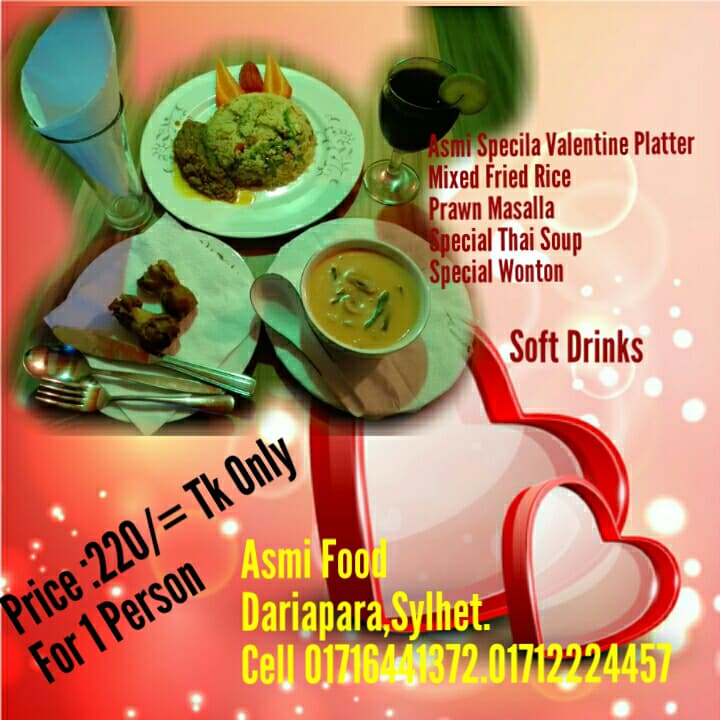 Asmi Specila Valentine Platter
Mixed Fried Rice
Prawn Masalla
Special Thai Soup
Special Wonton
Soft Drinks
Price :220/= Tk Only
For 1 Person
Asmi Food
Dariapara,Sylhet.
Cell 01716441372.01712224457